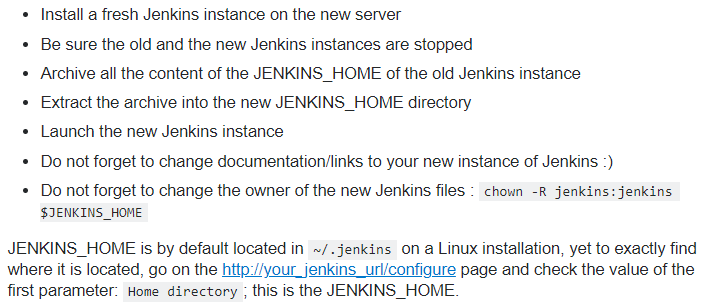 • Install a fresh Jenkins instance on the new server
• Be sure the old and the new Jenkins instances are stopped
• Archive all the content of the JENKINS_HOME of the old Jenkins instance
• Extract the archive into the new JENKINS_HOME directory
• Launch the new Jenkins instance
• Do not forget to change documentation/links to your new instance of Jenkins :)
• Do not forget to change the owner of the new Jenkins files : chown -R jenkins:jenkins
$JENKINS_HOME
JENKINS_HOME is by default located in ~/.jenkins on a Linux installation, yet to exactly find
where it is located, go on the http://your_jenkins_url/configure page and check the value of the
first parameter: Home directory ; this is the JENKINS_HOME.